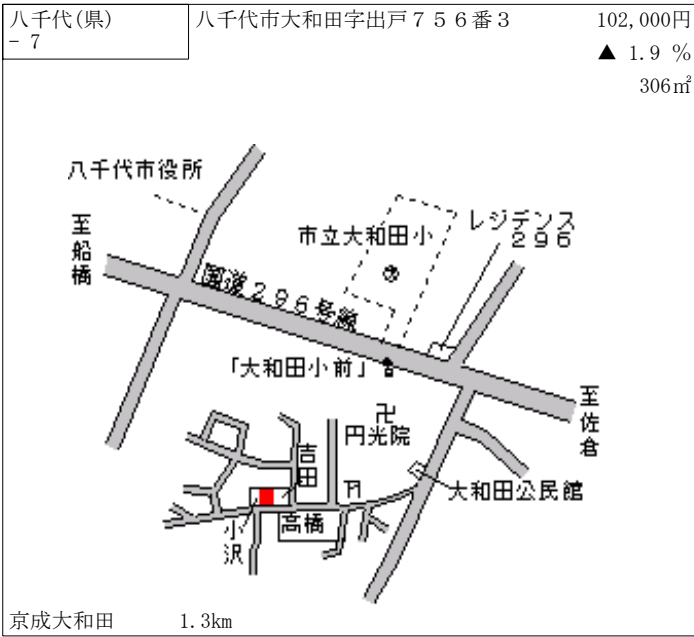 八千代(県)
- 7
八千代市大和田字出戸７５６番３
102,000円
▲ 1.9 %
306㎡
八千代市役所
至船橋
市立大和田小
文
レジデンス
２９６
国道２９６号線
「大和田小前」
至佐倉
卍
円光院
吉田
大和田公民館
小沢
高橋
京成大和田 1.3km